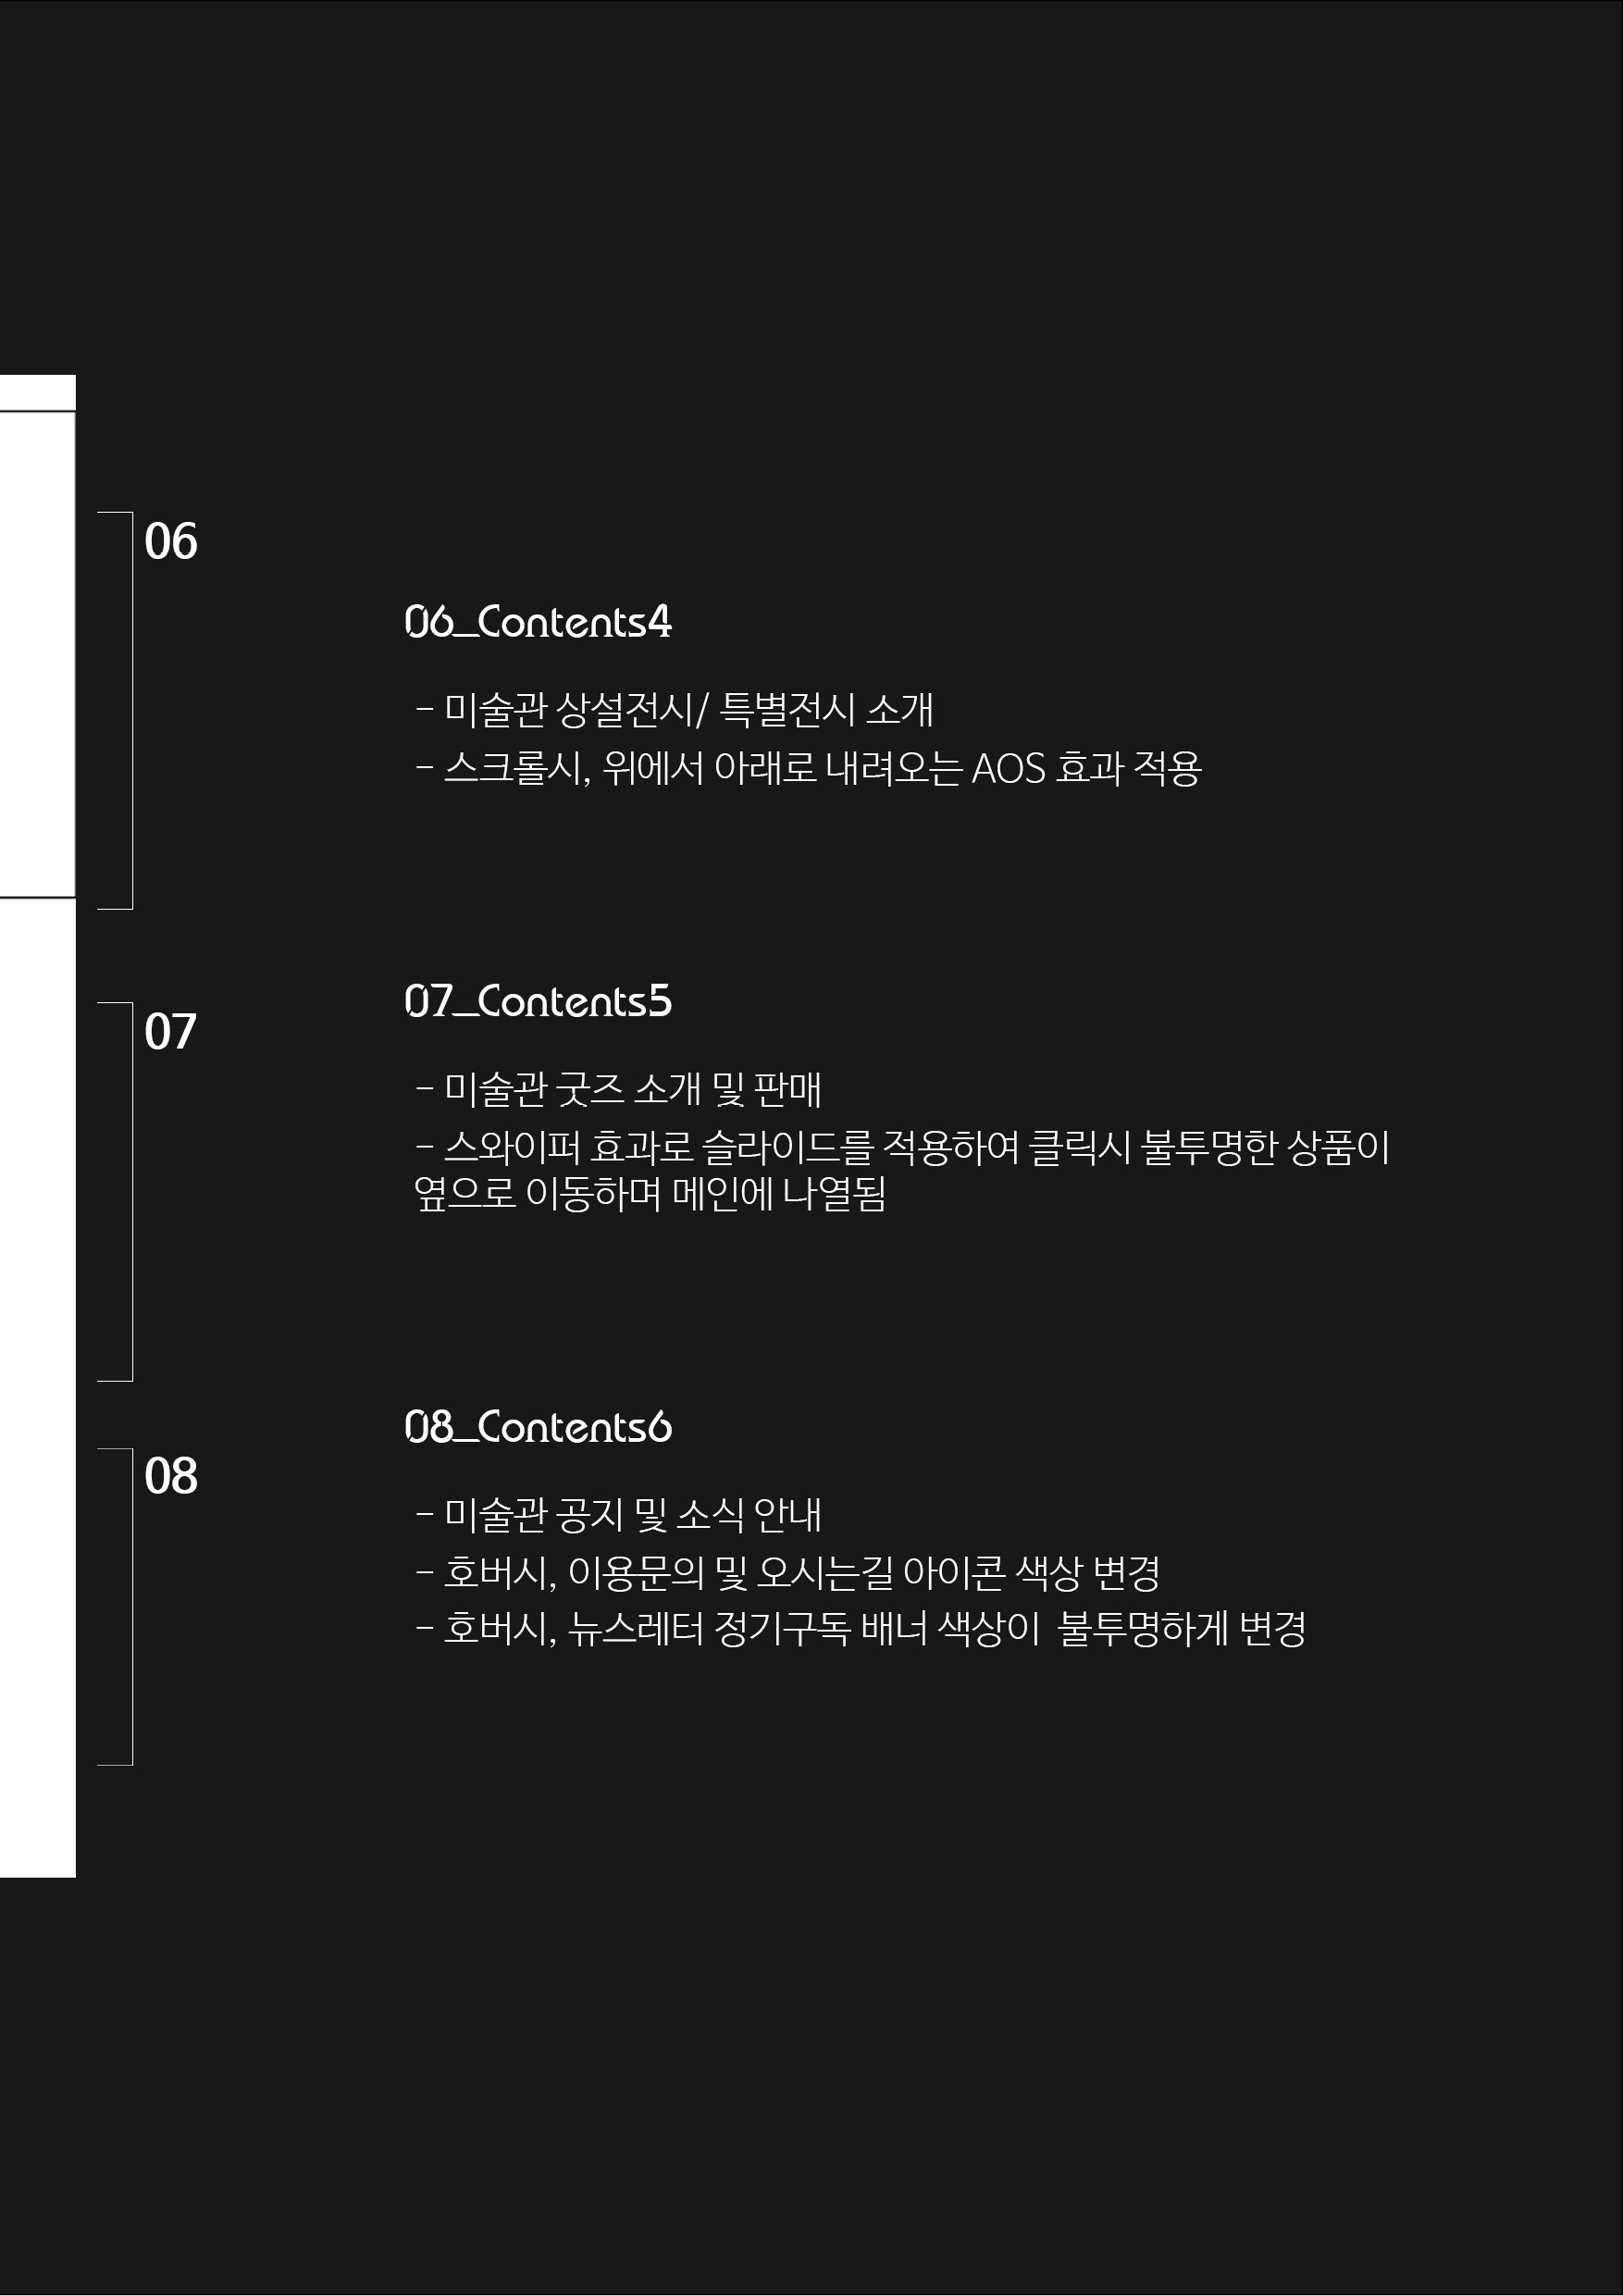 06
06_Contents4
- 미술관 상설전시/ 특별전시 소개
- 스크롤시, 위에서 아래로 내려오는 AOS 효과 적용
07
07_Contents5
- 미술관 굿즈 소개 및 판매
- 스와이퍼 효과로 슬라이드를 적용하여 클릭시 불투명한 상품이
옆으로 이동하며 메인에 나열됨
08
08_Contents6
- 미술관 공지 및 소식 안내
- 호버시, 이용문의 및 오시는길 아이콘 색상 변경
- 호버시, 뉴스레터 정기구독 배너 색상이 불투명하게 변경